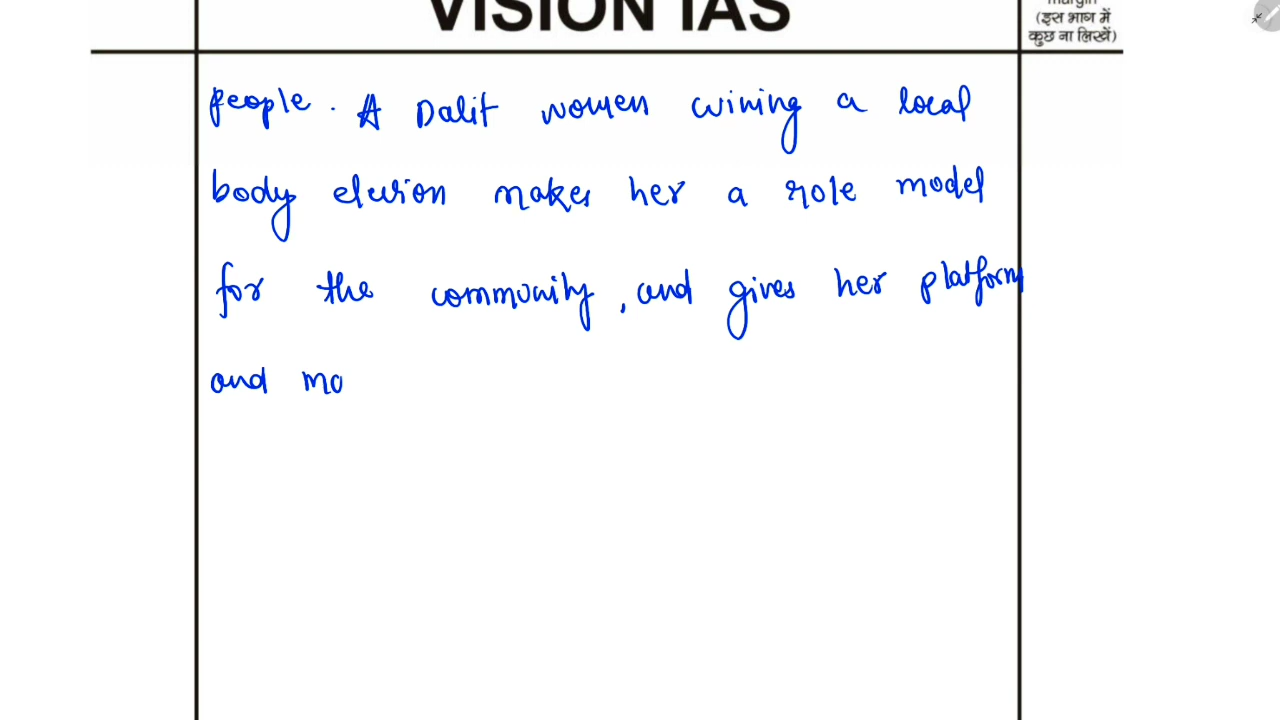 VISION IAS
margin
(इस भाग में
कुछ ना लिखें)
people. A Dalit women wining a local
body elecion makes her a role model
for the community, and gives her platform
and mo